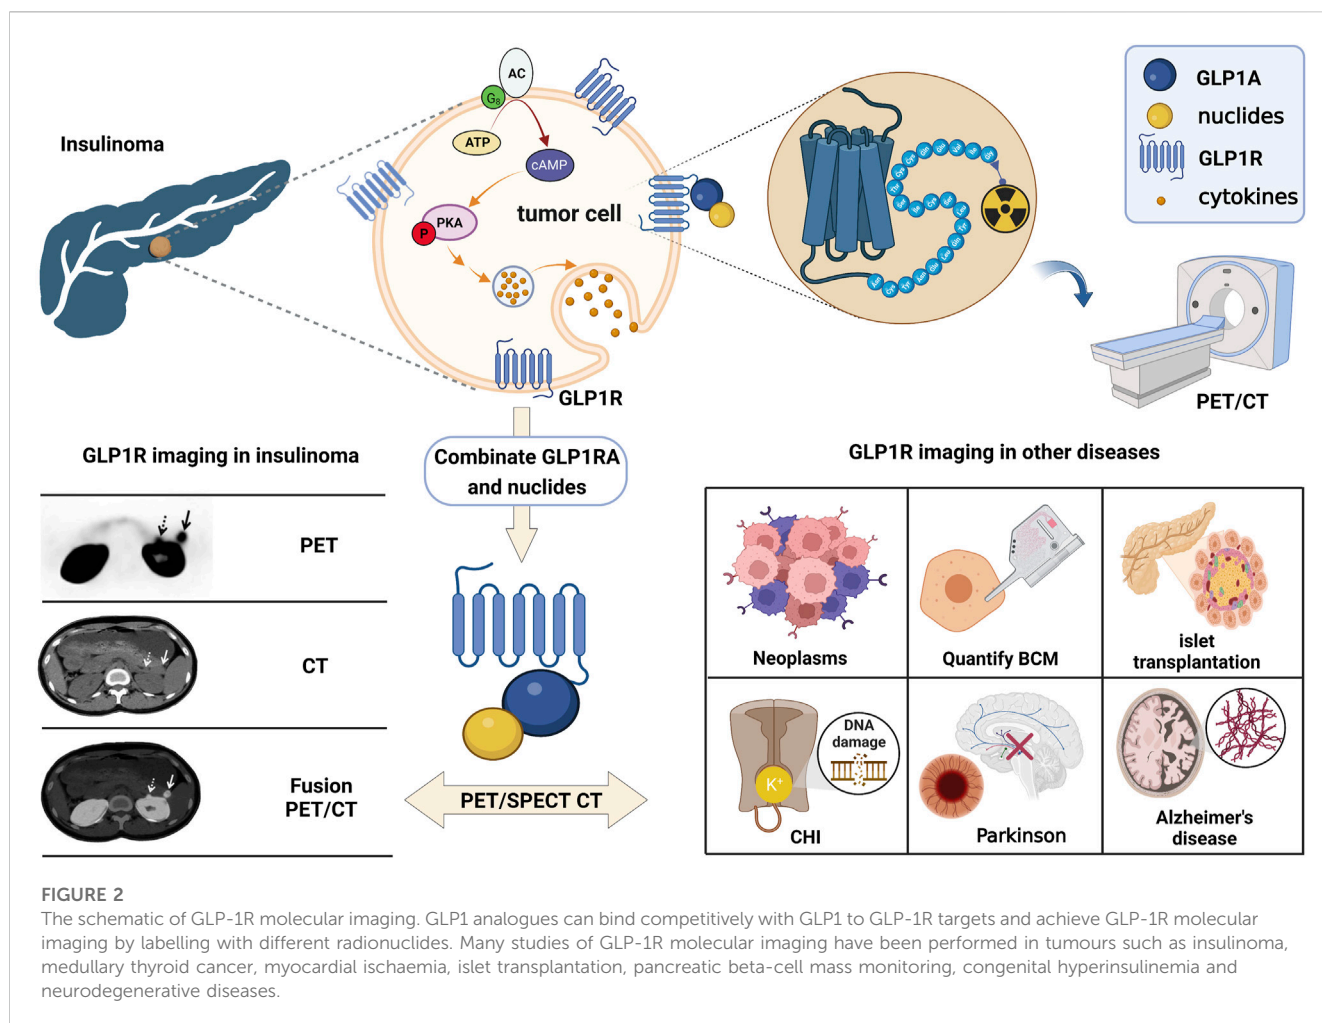 Insulinoma
AC
G8
ATP
cAMP
PKA
P
tumor cell
GLP1R
GLP1A
nuclides
GLP1R
cytokines
PET/CT
GLP1R imaging in insulinoma
PET
CT
Fusion
PET/CT
Combinate GLP1RA
and nuclides
PET/SPECT CT
GLP1R imaging in other diseases
Neoplasms
Quantify BCM
islet
transplantation
K+
DNA
damage
CHI
Parkinson
Alzheimer's
disease
FIGURE 2
The schematic of GLP-1R molecular imaging. GLP1 analogues can bind competitively with GLP1 to GLP-1R targets and achieve GLP-1R molecular
imaging by labelling with different radionuclides. Many studies of GLP-1R molecular imaging have been performed in tumours such as insulinoma,
medullary thyroid cancer, myocardial ischaemia, islet transplantation, pancreatic beta-cell mass monitoring, congenital hyperinsulinemia and
neurodegenerative diseases.